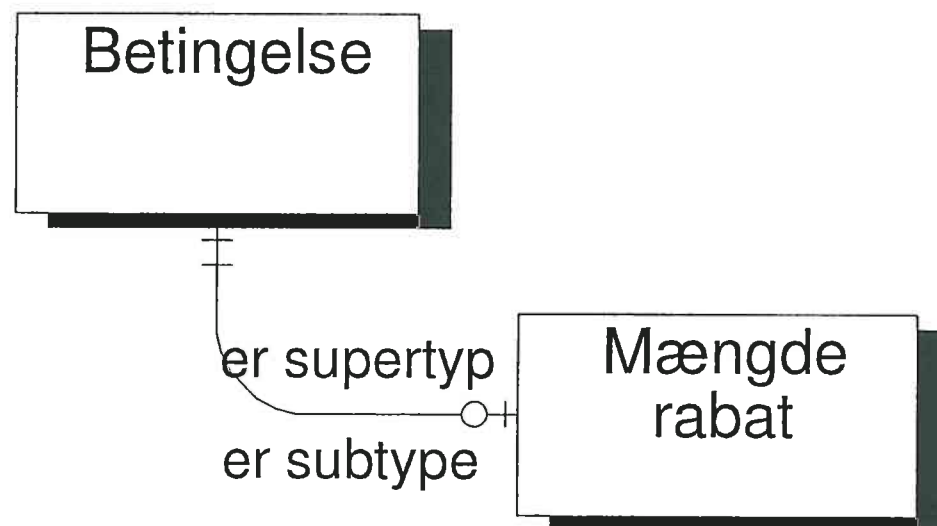 Betingelse
er supertyp
Mængde
rabat
er subtype